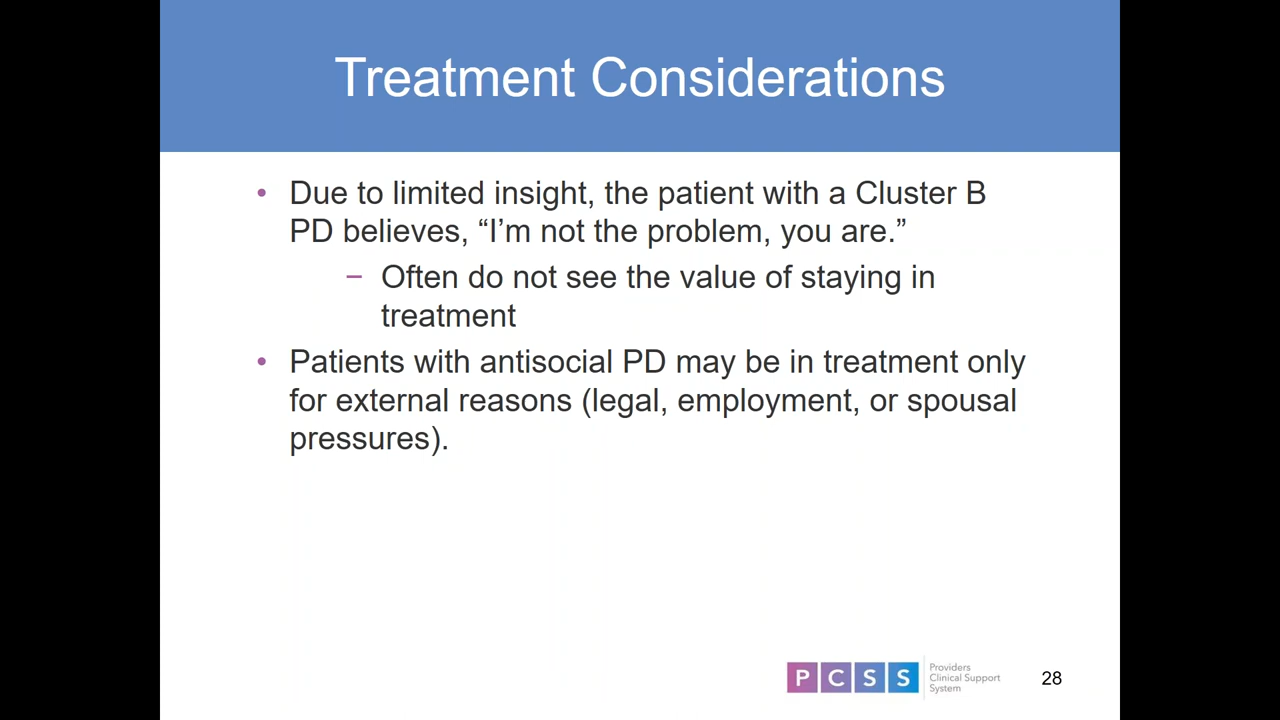 Treatment Considerations
• Due to limited insight, the patient with a Cluster B
PD believes, “I’m not the problem, you are.”
– Often do not see the value of staying in
treatment
• Patients with antisocial PD may be in treatment only
for external reasons (legal, employment, or spousal
pressures).
PCSS
Providers
Clinical Support
System
28